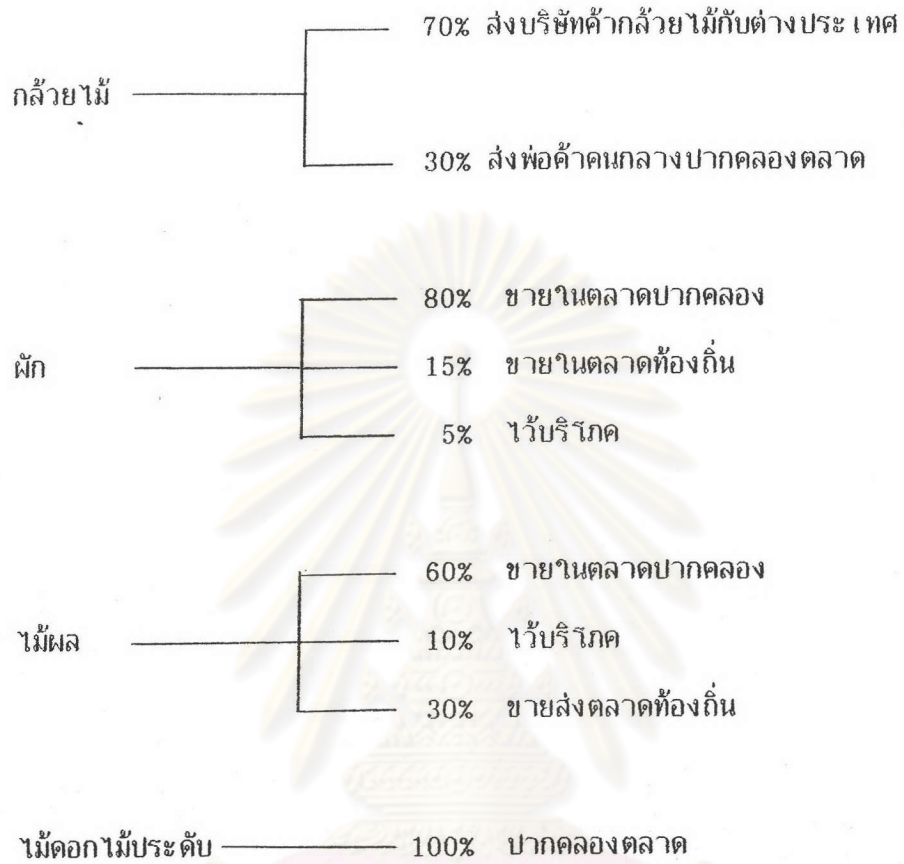 70% ส่งบริษัทค้ากล้วยไม้กับต่างประเทศ
กล้วยไม้
30% ส่งพ่อค้าคนกลางปากคลองตลาด
80% ขายในตลาดปากคลอง
ผัก
15% ขายในตลาดท้องถิ่น
5% ไว้บริโภค
60% ขายในตลาดปากคลอง
ไม้ผล
10% ไว้บริโภค
30% ขายส่งตลาดท้องถิ่น
ไม้ดอกไม้ประดับ 100% ปากคลองตลาด